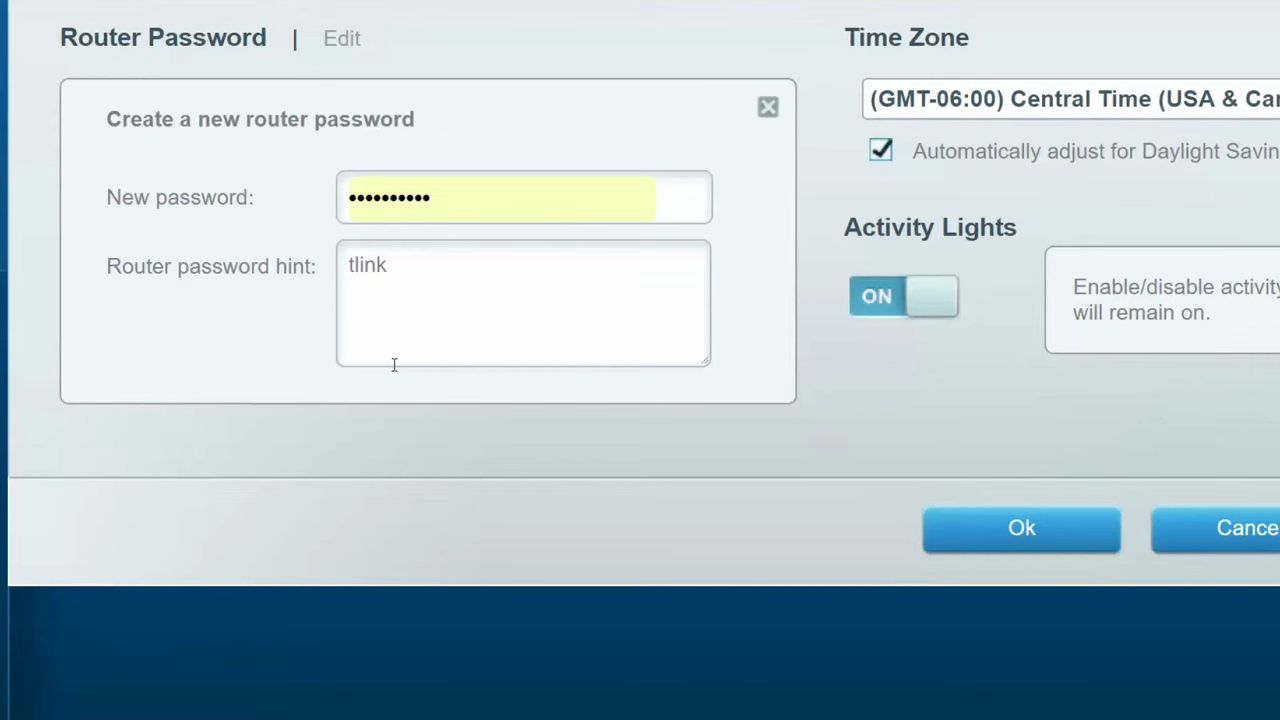 Router Password | Edit
Create a new router password
New password: ••••••••••
Router password hint: tlink
Time Zone
(GMT-06:00) Central Time (USA & Car
Automatically adjust for Daylight Savin
Activity Lights
ON
Enable/disable activity
will remain on.
Ok
Cance